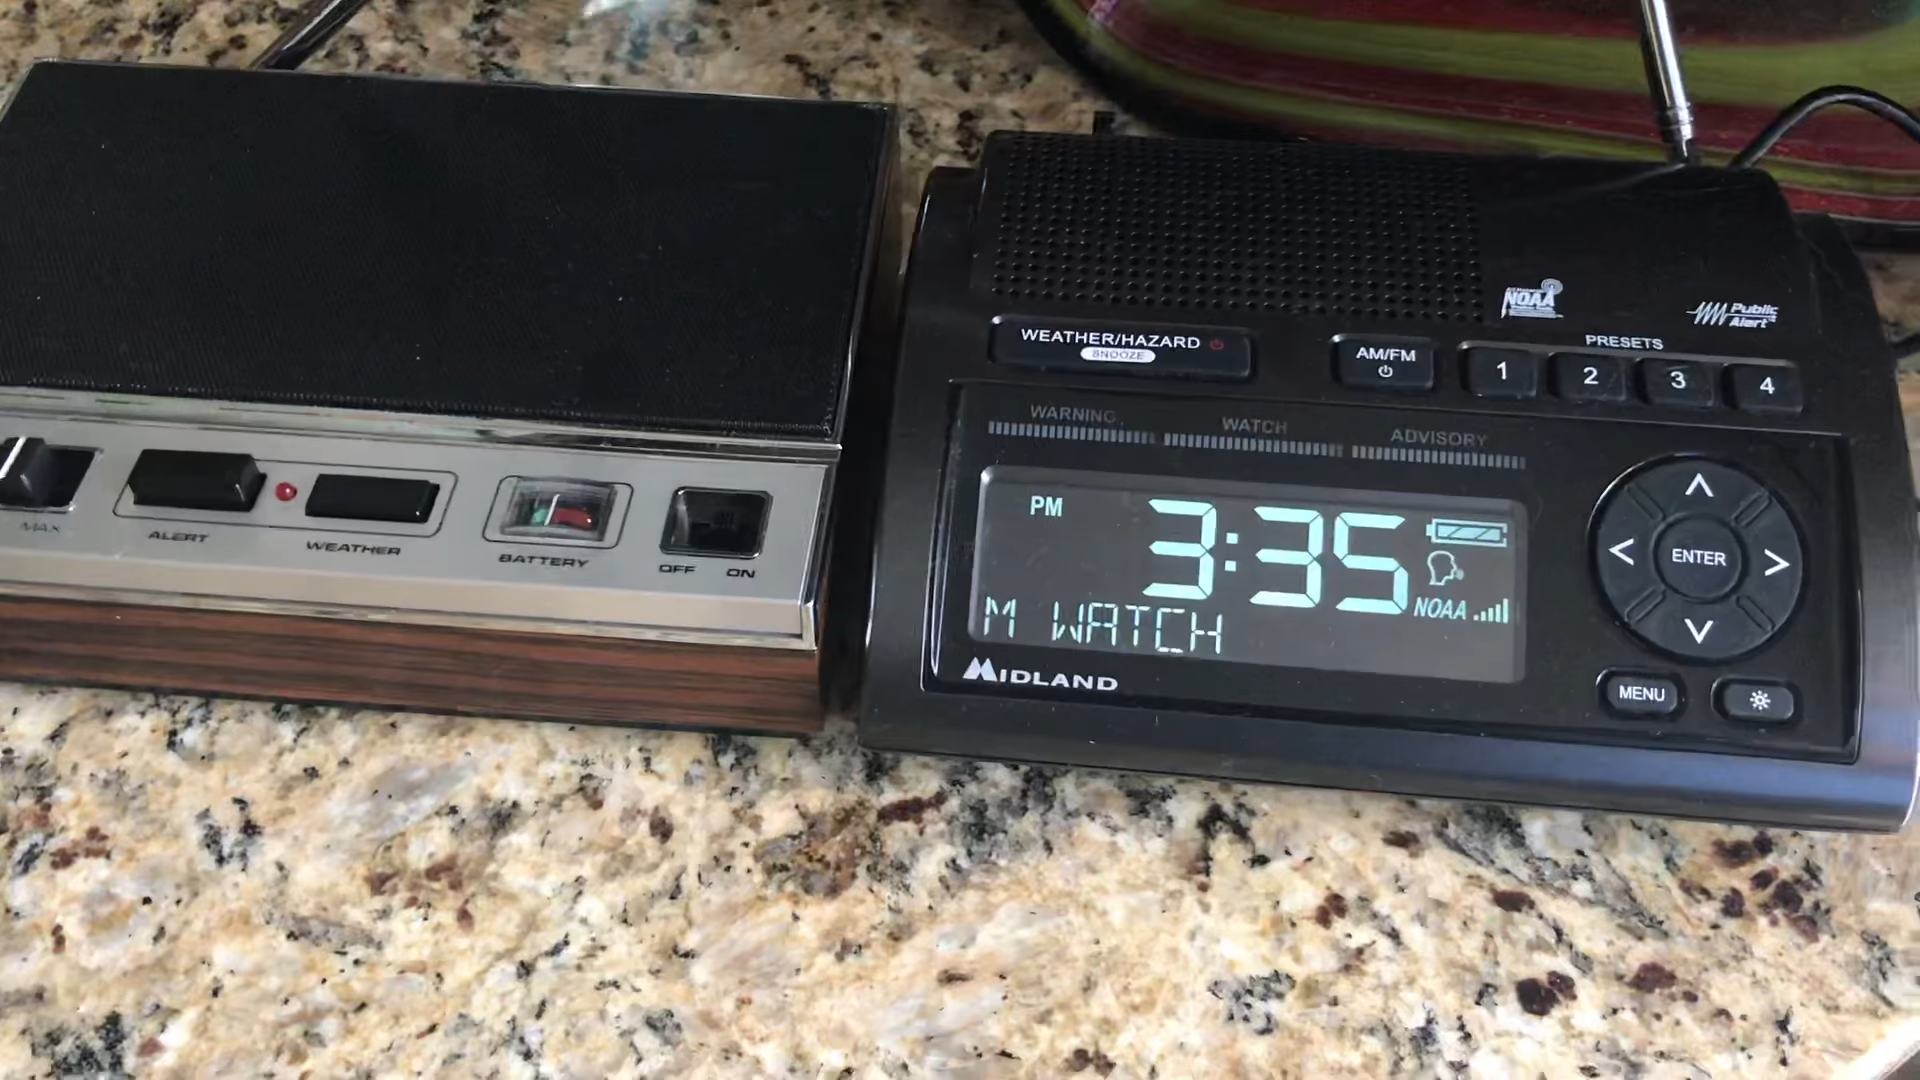 MAX
ALERT
WEATHER
BATTERY
OFF ON
NOAA
Public
Alert
WEATHER/HAZARD
SNOOZE
AM/FM
PRESETS
1 2 3 4
WARNING
WATCH
ADVISORY
PM 3:35
NOAA
M WATCH
MIDLAND
ENTER
MENU